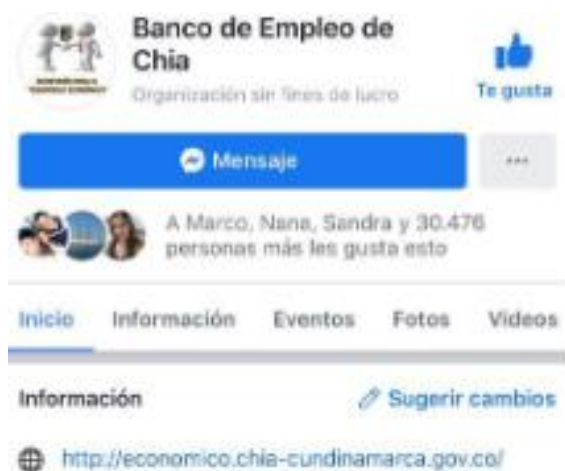 Banco de Empleo de
Chia
Organización sin fines de lucro
Te gusta
Mensaje
A Marco, Nana, Sandra y 30.476
personas más les gusta esto
Inicio Información Eventos Fotos Videos
Información
Sugerir cambios
http://economico.chia-cundinamarca.gov.co/